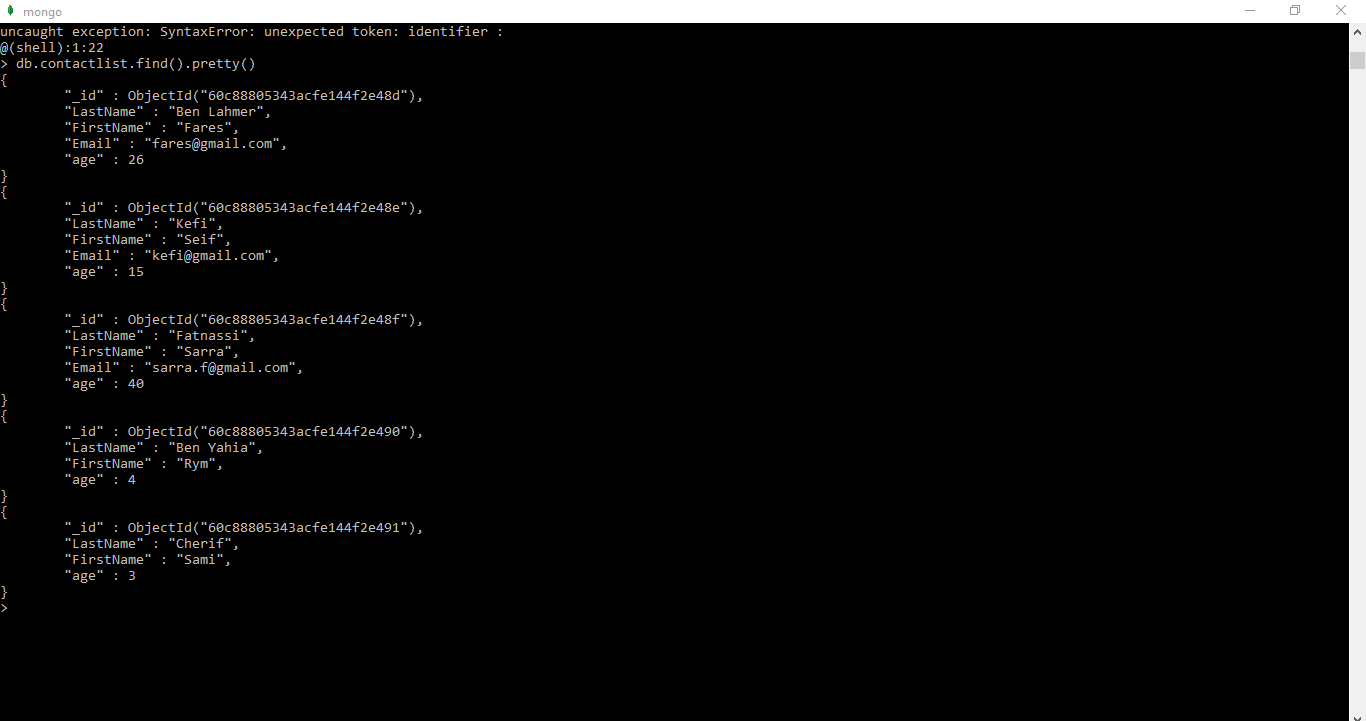 mongo
uncaught exception: SyntaxError: unexpected token: identifier :
@(shell):1:22
> db.contactlist.find().pretty()
{
        "_id" : ObjectId("60c88805343acfe144f2e48d"),
        "LastName" : "Ben Lahmer",
        "FirstName" : "Fares",
        "Email" : "fares@gmail.com",
        "age" : 26
}
{
        "_id" : ObjectId("60c88805343acfe144f2e48e"),
        "LastName" : "Kefi",
        "FirstName" : "Seif",
        "Email" : "kefi@gmail.com",
        "age" : 15
}
{
        "_id" : ObjectId("60c88805343acfe144f2e48f"),
        "LastName" : "Fatnassi",
        "FirstName" : "Sarra",
        "Email" : "sarra.f@gmail.com",
        "age" : 40
}
{
        "_id" : ObjectId("60c88805343acfe144f2e490"),
        "LastName" : "Ben Yahia",
        "FirstName" : "Rym",
        "age" : 4
}
{
        "_id" : ObjectId("60c88805343acfe144f2e491"),
        "LastName" : "Cherif",
        "FirstName" : "Sami",
        "age" : 3
}
>